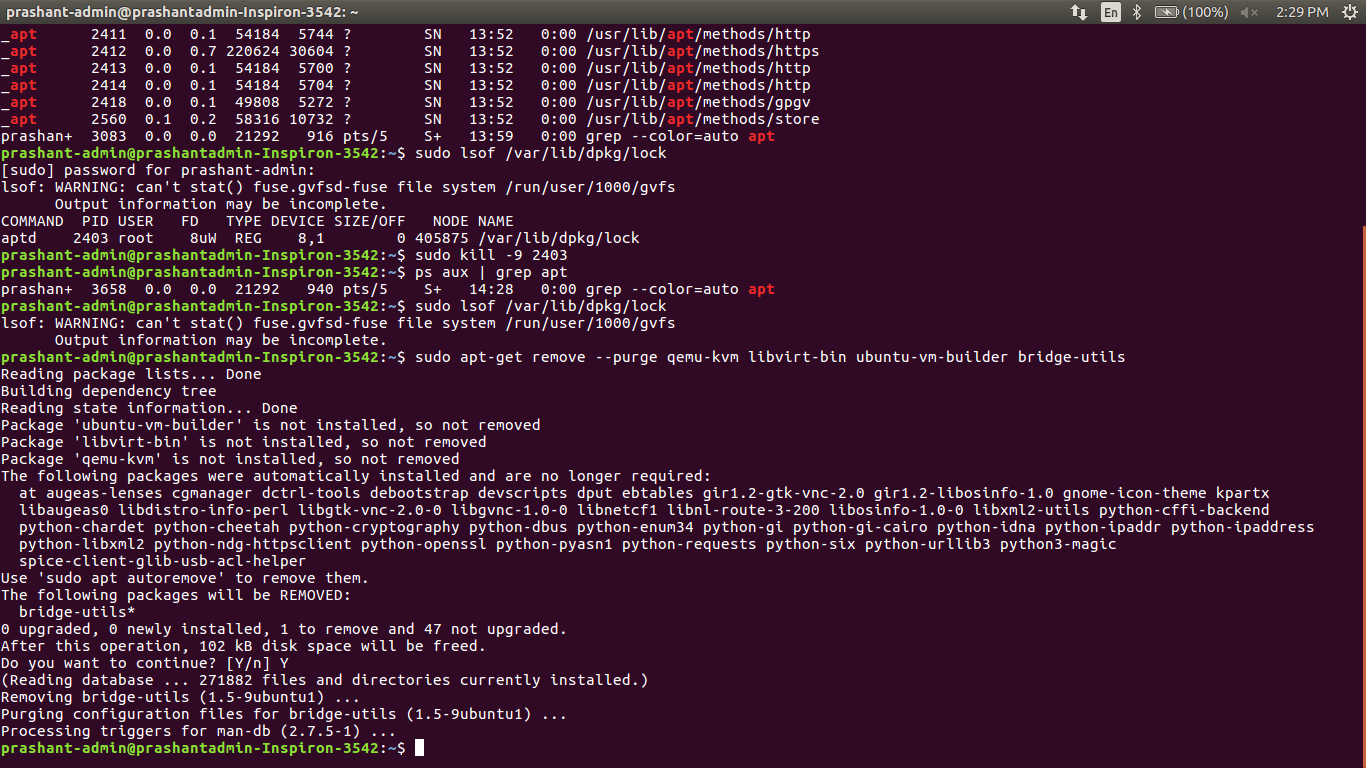 prashant-admin@prashantadmin-Inspiron-3542: ~ En (100%) 2:29 PM
_apt 2411 0.0 0.1 54184 5744 ? SN 13:52 0:00 /usr/lib/apt/methods/http
_apt 2412 0.0 0.7 220624 30604 ? SN 13:52 0:00 /usr/lib/apt/methods/https
_apt 2413 0.0 0.1 54184 5700 ? SN 13:52 0:00 /usr/lib/apt/methods/http
_apt 2414 0.0 0.1 54184 5704 ? SN 13:52 0:00 /usr/lib/apt/methods/http
_apt 2418 0.0 0.1 49808 5272 ? SN 13:52 0:00 /usr/lib/apt/methods/gpgv
_apt 2560 0.1 0.2 58316 10732 ? SN 13:52 0:00 /usr/lib/apt/methods/store
prashan+ 3083 0.0 0.0 21292 916 pts/5 S+ 13:59 0:00 grep --color=auto apt
prashant-admin@prashantadmin-Inspiron-3542:~$ sudo lsof /var/lib/dpkg/lock
[sudo] password for prashant-admin:
lsof: WARNING: can't stat() fuse.gvfsd-fuse file system /run/user/1000/gvfs
Output information may be incomplete.
COMMAND PID USER FD TYPE DEVICE SIZE/OFF NODE NAME
aptd 2403 root 8uW REG 8,1 0 405875 /var/lib/dpkg/lock
prashant-admin@prashantadmin-Inspiron-3542:~$ sudo kill -9 2403
prashant-admin@prashantadmin-Inspiron-3542:~$ ps aux | grep apt
prashan+ 3658 0.0 0.0 21292 940 pts/5 S+ 14:28 0:00 grep --color=auto apt
prashant-admin@prashantadmin-Inspiron-3542:~$ sudo lsof /var/lib/dpkg/lock
lsof: WARNING: can't stat() fuse.gvfsd-fuse file system /run/user/1000/gvfs
Output information may be incomplete.
prashant-admin@prashantadmin-Inspiron-3542:~$ sudo apt-get remove --purge qemu-kvm libvirt-bin ubuntu-vm-builder bridge-utils
Reading package lists... Done
Building dependency tree
Reading state information... Done
Package 'ubuntu-vm-builder' is not installed, so not removed
Package 'libvirt-bin' is not installed, so not removed
Package 'qemu-kvm' is not installed, so not removed
The following packages were automatically installed and are no longer required:
at augeas-lenses cgmanager dctrl-tools debootstrap devscripts dput ebtables gir1.2-gtk-vnc-2.0 gir1.2-libosinfo-1.0 gnome-icon-theme kpartx
libaugeas0 libdistro-info-perl libgtk-vnc-2.0-0 libgvnc-1.0-0 libnetcf1 libnl-route-3-200 libosinfo-1.0-0 libxml2-utils python-cffi-backend
python-chardet python-cheetah python-cryptography python-dbus python-enum34 python-gi python-gi-cairo python-idna python-ipaddr python-ipaddress
python-libxml2 python-ndg-httpsclient python-openssl python-pyasn1 python-requests python-six python-urllib3 python3-magic
spice-client-glib-usb-acl-helper
Use 'sudo apt autoremove' to remove them.
The following packages will be REMOVED:
bridge-utils*
0 upgraded, 0 newly installed, 1 to remove and 47 not upgraded.
After this operation, 102 kB disk space will be freed.
Do you want to continue? [Y/n] Y
(Reading database ... 271882 files and directories currently installed.)
Removing bridge-utils (1.5-9ubuntu1) ...
Purging configuration files for bridge-utils (1.5-9ubuntu1) ...
Processing triggers for man-db (2.7.5-1) ...
prashant-admin@prashantadmin-Inspiron-3542:~$